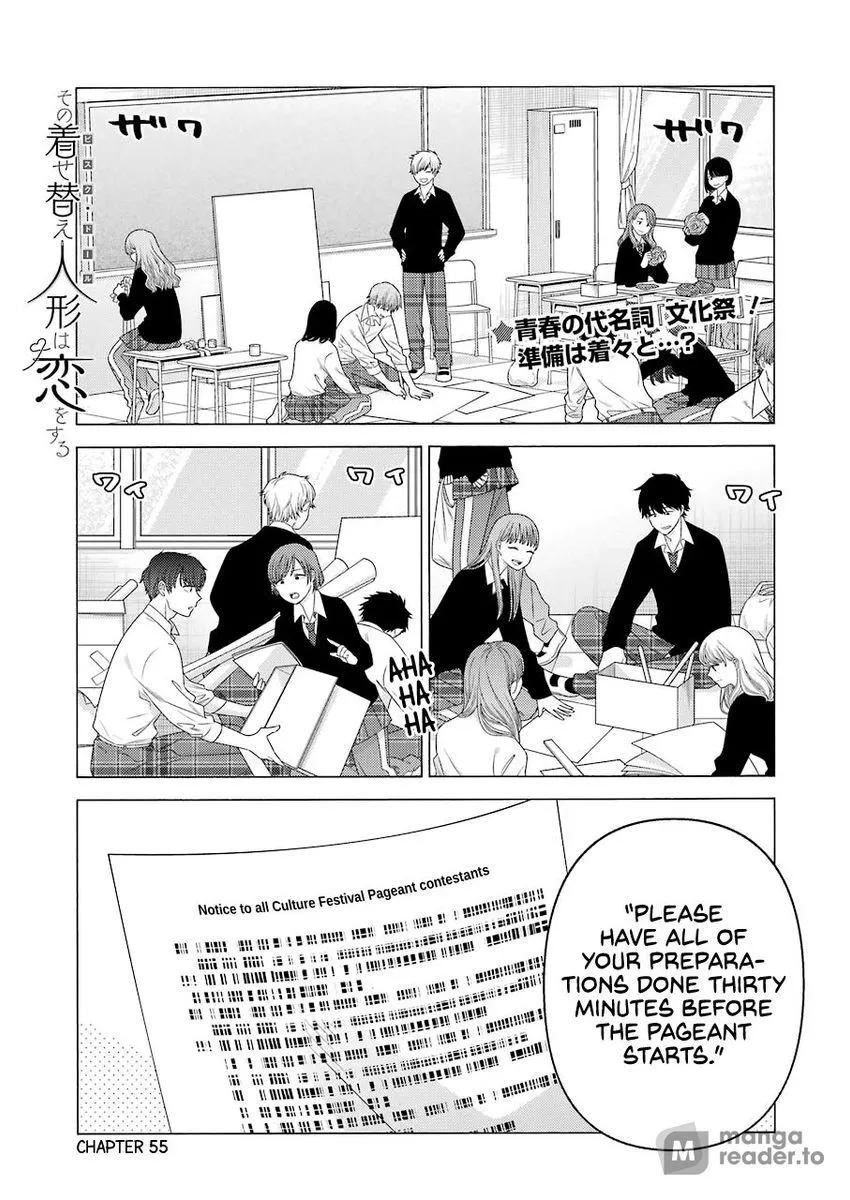 その着せ替え人形は恋をする
ビスク・ドール
ザワ
ザワ
青春の代名詞『文化祭』！
準備は着々と…？
ワイ
ワイ
ワイ
AHA
HA
HA
Notice to all Culture Festival Pageant contestants
"PLEASE
HAVE ALL OF
YOUR PREPARA-
TIONS DONE THIRTY
MINUTES BEFORE
THE PAGEANT
STARTS."
CHAPTER 55
M manga
reader.to